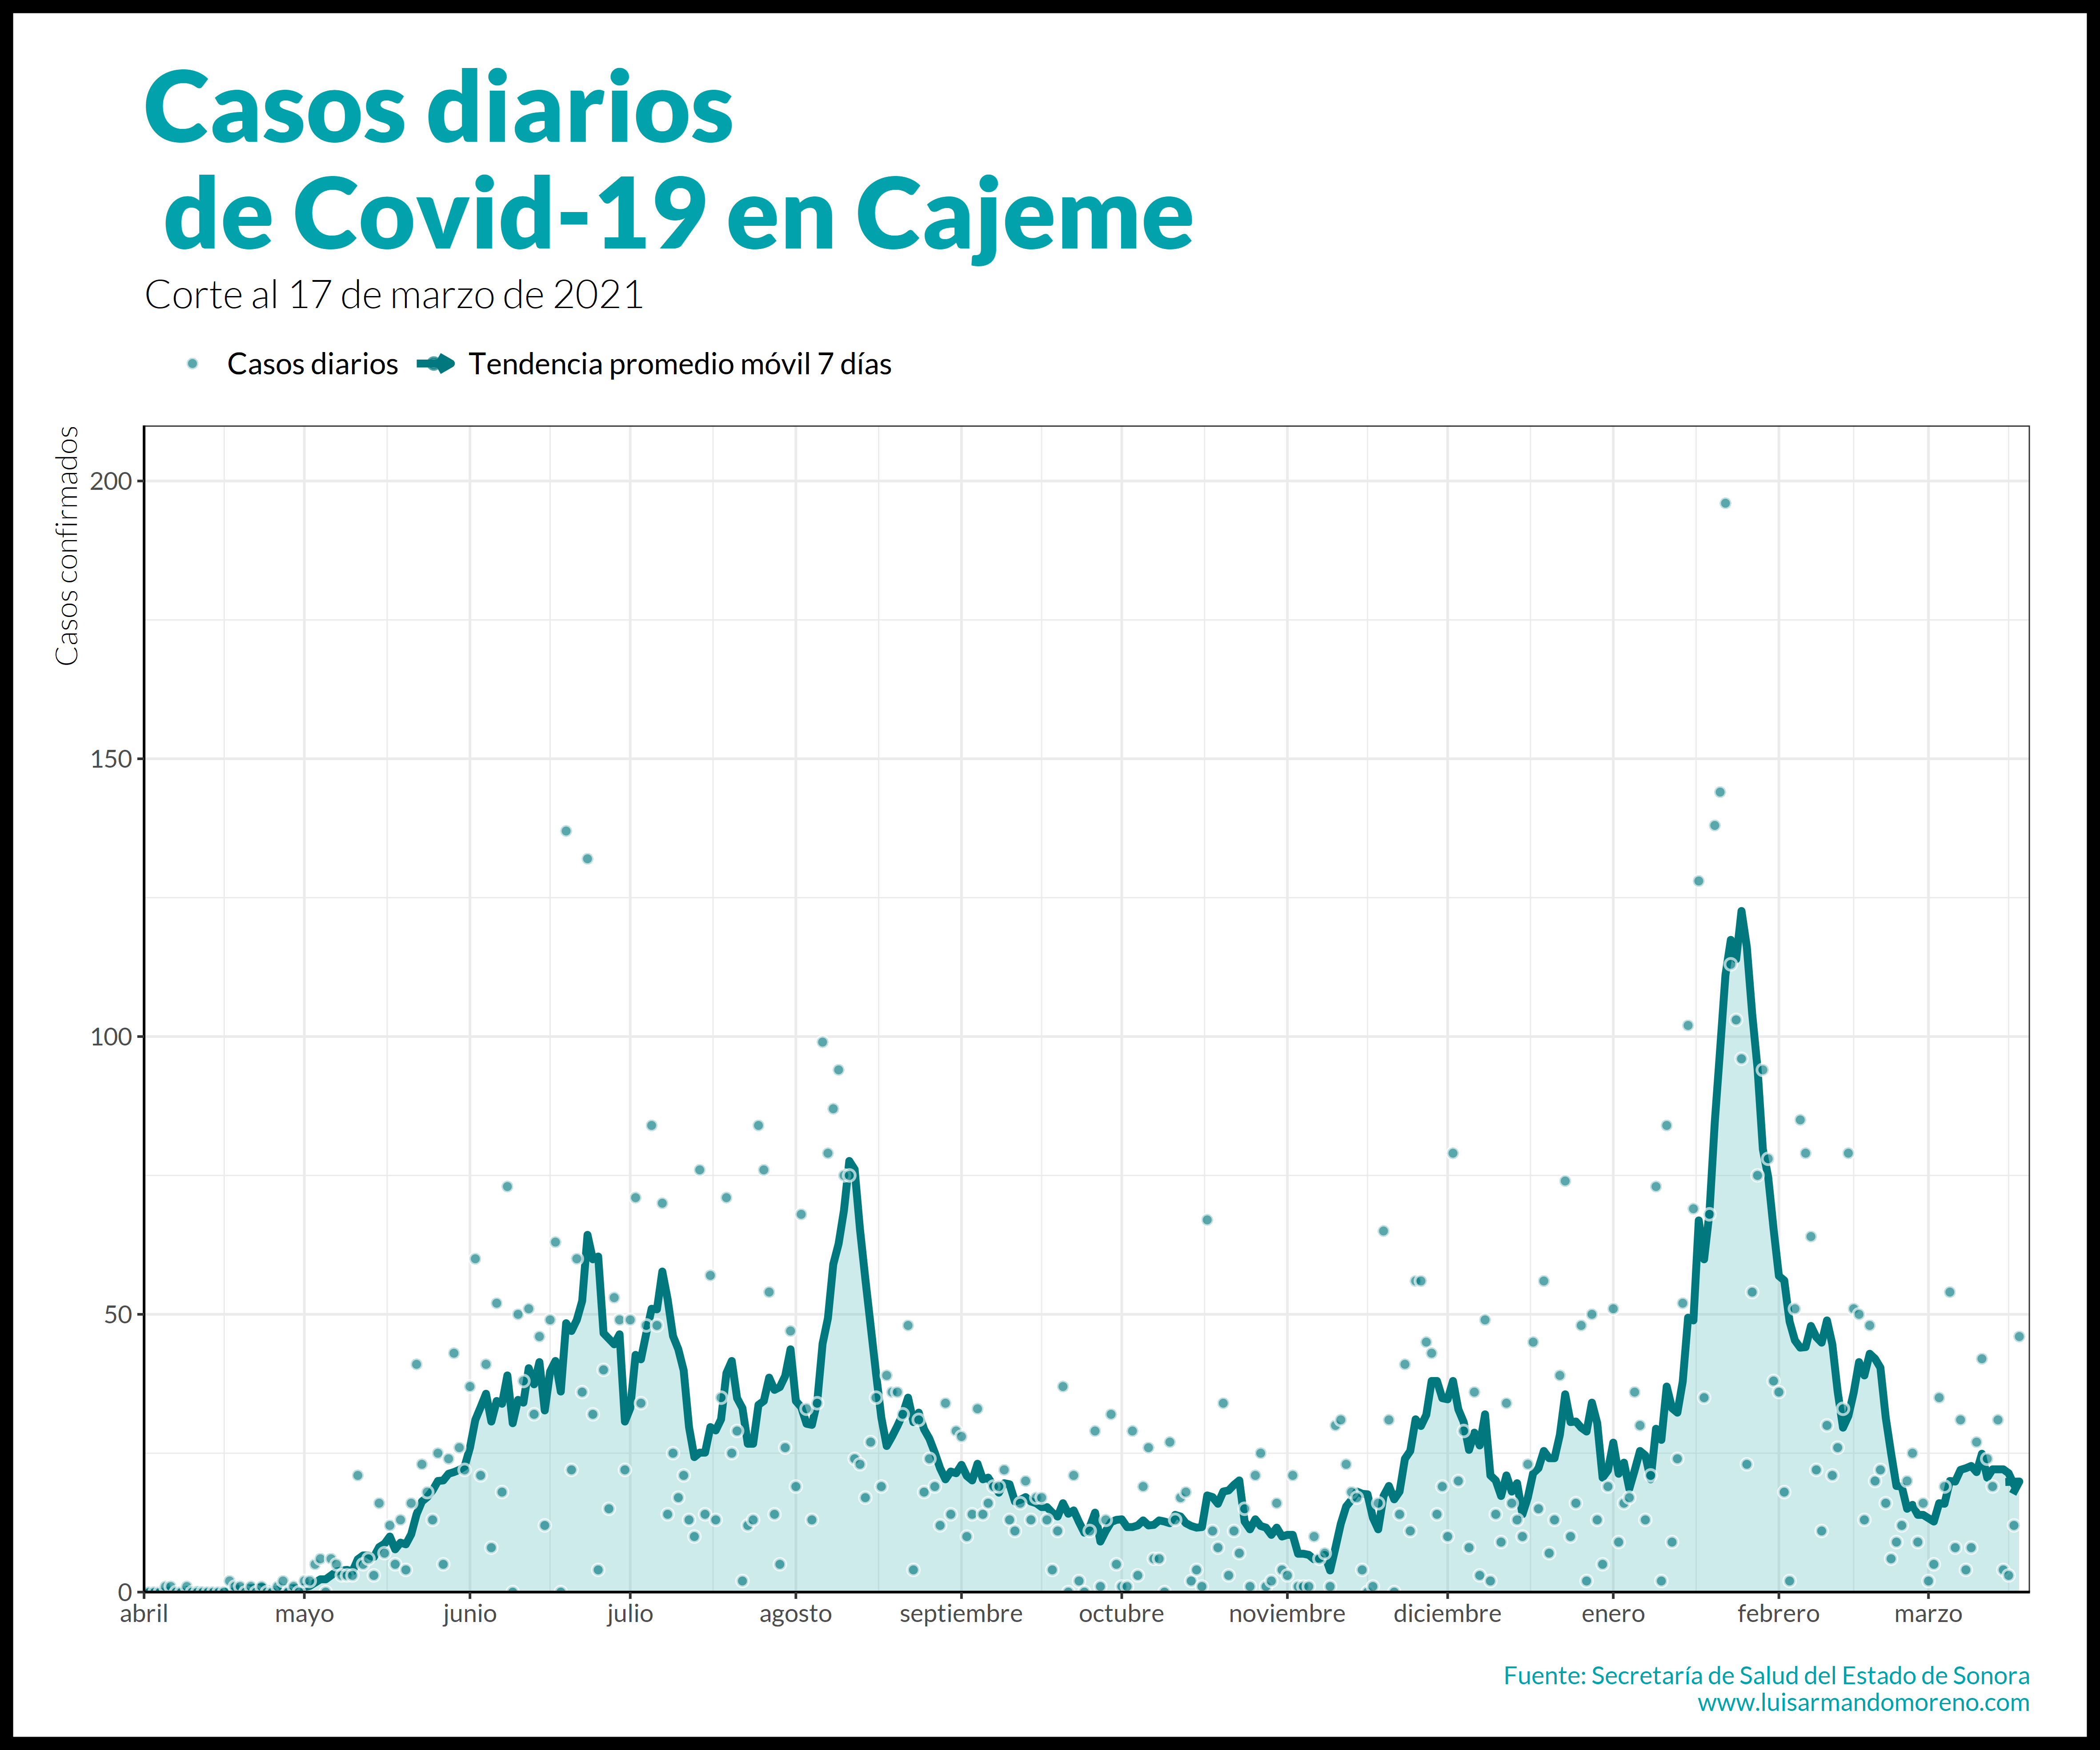 Casos diarios
de Covid-19 en Cajeme
Corte al 17 de marzo de 2021
Casos diarios Tendencia promedio móvil 7 días
Casos confirmados
200
150
100
50
0
abril mayo junio julio agosto septiembre octubre noviembre diciembre enero febrero marzo
Fuente: Secretaría de Salud del Estado de Sonora
www.luisarmandomoreno.com